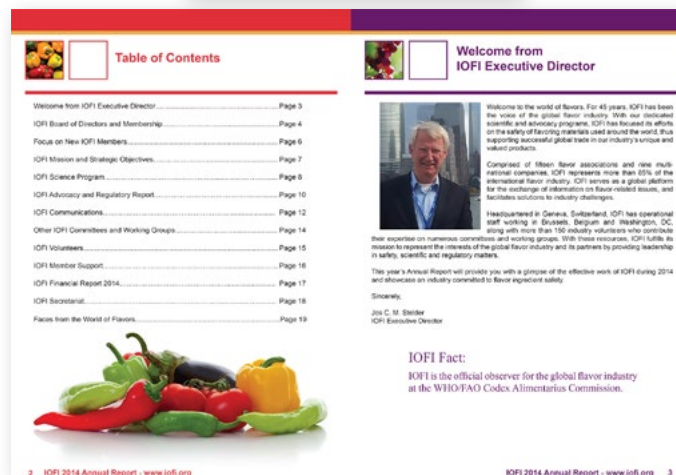 Table of Contents
Welcome from IOFI Executive Director Page 3
IOFI Board of Directors and Membership Page 4
Focus on New IOFI Members Page 6
IOFI Mission and Strategic Objectives Page 7
IOFI Science Program Page 8
IOFI Advocacy and Regulatory Report Page 10
IOFI Communications Page 12
Other IOFI Committees and Working Groups Page 14
IOFI Volunteers Page 15
IOFI Member Support Page 16
IOFI Financial Report 2014 Page 17
IOFI Secretariat Page 18
Faces from the World of Flavors Page 19
2 IOFI 2014 Annual Report - www.iofi.org
Welcome from
IOFI Executive Director
Welcome to the world of flavors. For 45 years, IOFI has been
the voice of the global flavor industry. With our dedicated
scientific and advocacy programs, IOFI has focused its efforts
on the safety of flavoring materials used around the world, thus
supporting successful global trade in our industry's unique and
valued products.
Comprised of fifteen flavor associations and nine multi-
national companies, IOFI represents more than 85% of the
international flavor industry. IOFI serves as a global platform
for the exchange of information on flavor-related issues, and
facilitates solutions to industry challenges.
Headquartered in Geneva, Switzerland, IOFI has operational
staff working in Brussels, Belgium and Washington, DC,
along with more than 150 industry volunteers who contribute
their expertise on numerous committees and working groups. With these resources, IOFI fulfills its
mission to represent the interests of the global flavor industry and its partners by providing leadership
in safety, scientific and regulatory matters.
This year's Annual Report will provide you with a glimpse of the effective work of IOFI during 2014
and showcase an industry committed to flavor ingredient safety.
Sincerely,
Jos C. M. Stelder
IOFI Executive Director
IOFI Fact:
IOFI is the official observer for the global flavor industry
at the WHO/FAO Codex Alimentarius Commission.
IOFI 2014 Annual Report - www.iofi.org 3